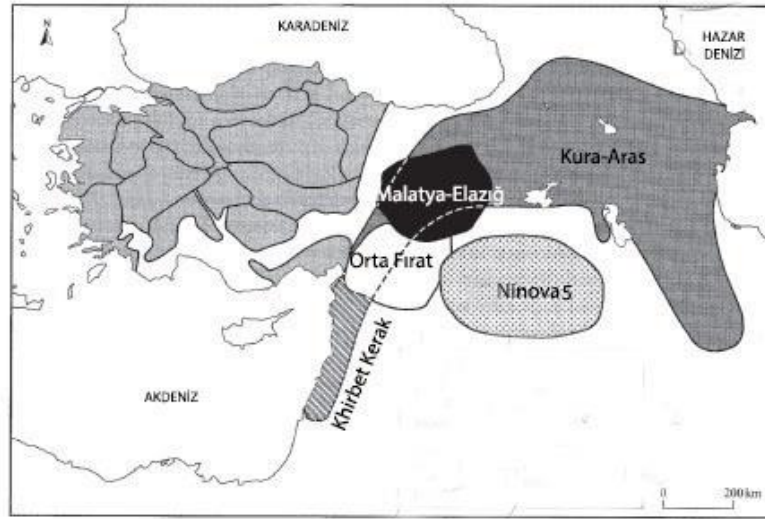 N
KARADENİZ
HAZAR
DENİZİ
Kura-Aras
Malatya-Elazığ
Orta Fırat
Ninova 5
Khirbet Kerak
AKDENİZ
0 200 km